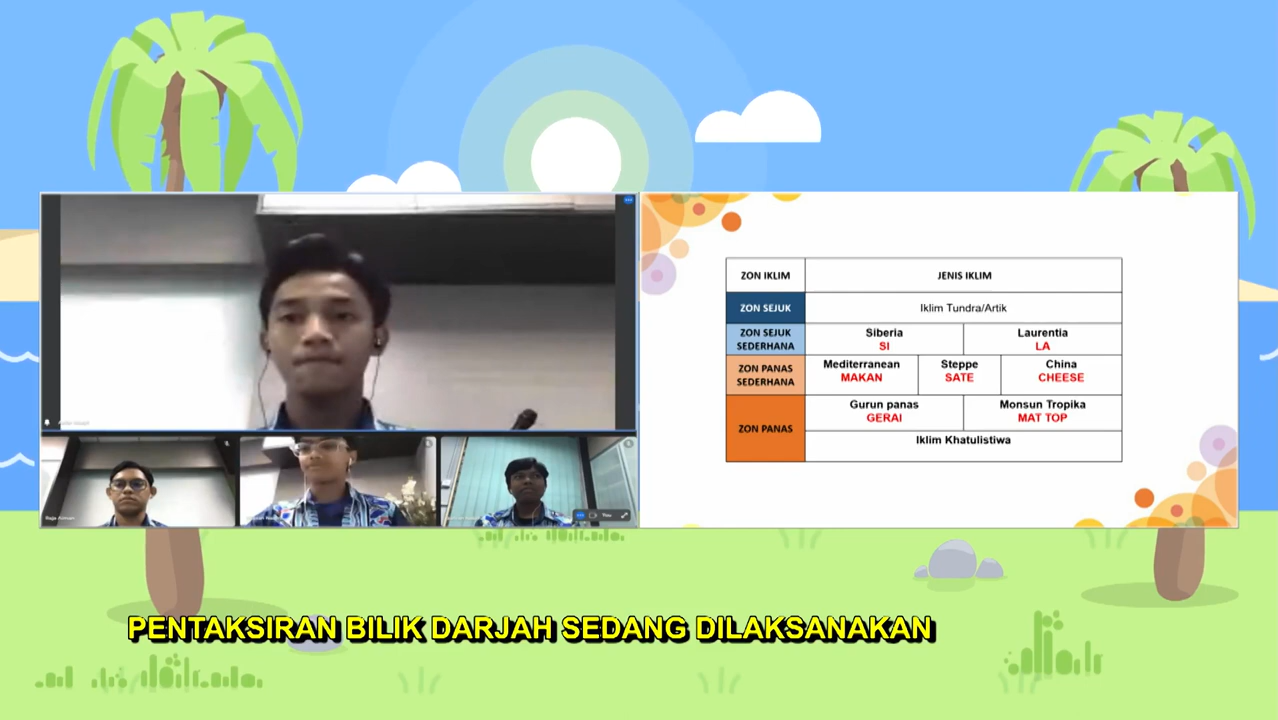 ZON IKLIM
JENIS IKLIM
ZON SEJUK
Iklim Tundra/Artik
ZON SEJUK
SEDERHANA
Siberia
SI
Laurentia
LA
ZON PANAS
SEDERHANA
Mediterranean
MAKAN
Steppe
SATE
China
CHEESE
ZON PANAS
Gurun panas
GERAI
Monsun Tropika
MAT TOP
Iklim Khatulistiwa
You
PENTAKSIRAN BILIK DARJAH SEDANG DILAKSANAKAN